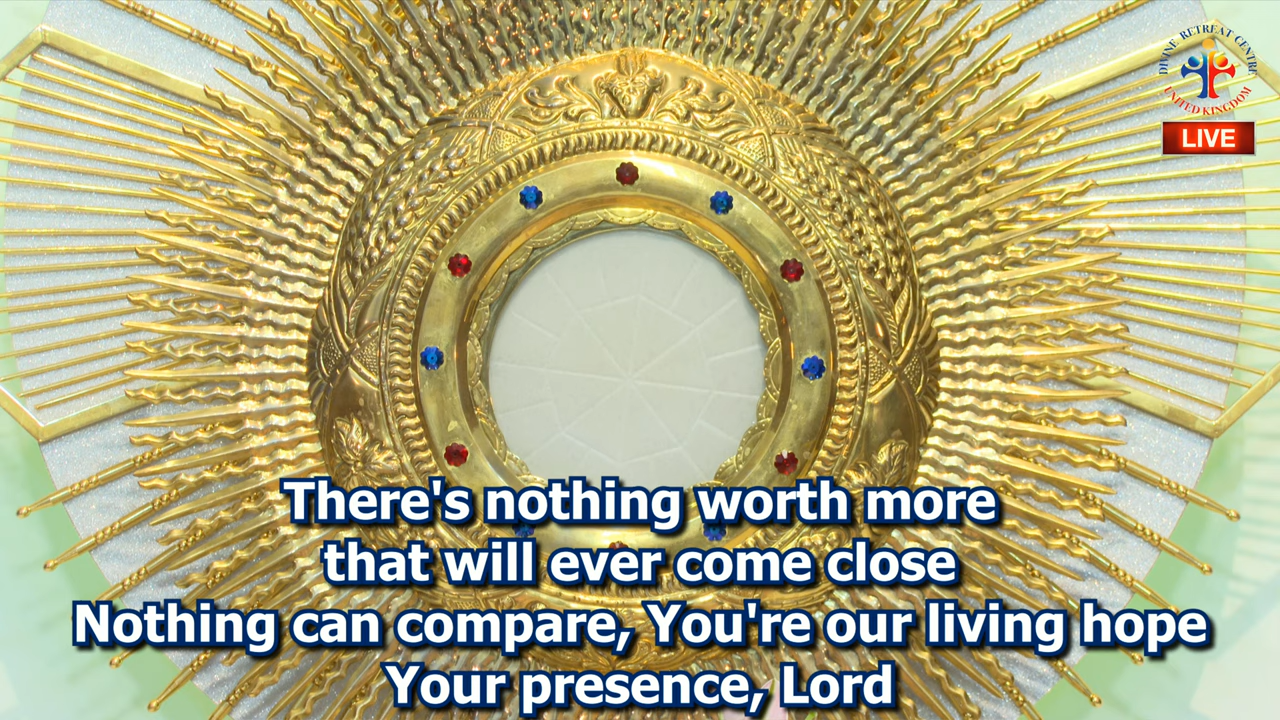 DIVINE RETREAT CENTRE
UNITED KINGDOM
LIVE
There's nothing worth more
that will ever come close
Nothing can compare, You're our living hope
Your presence, Lord